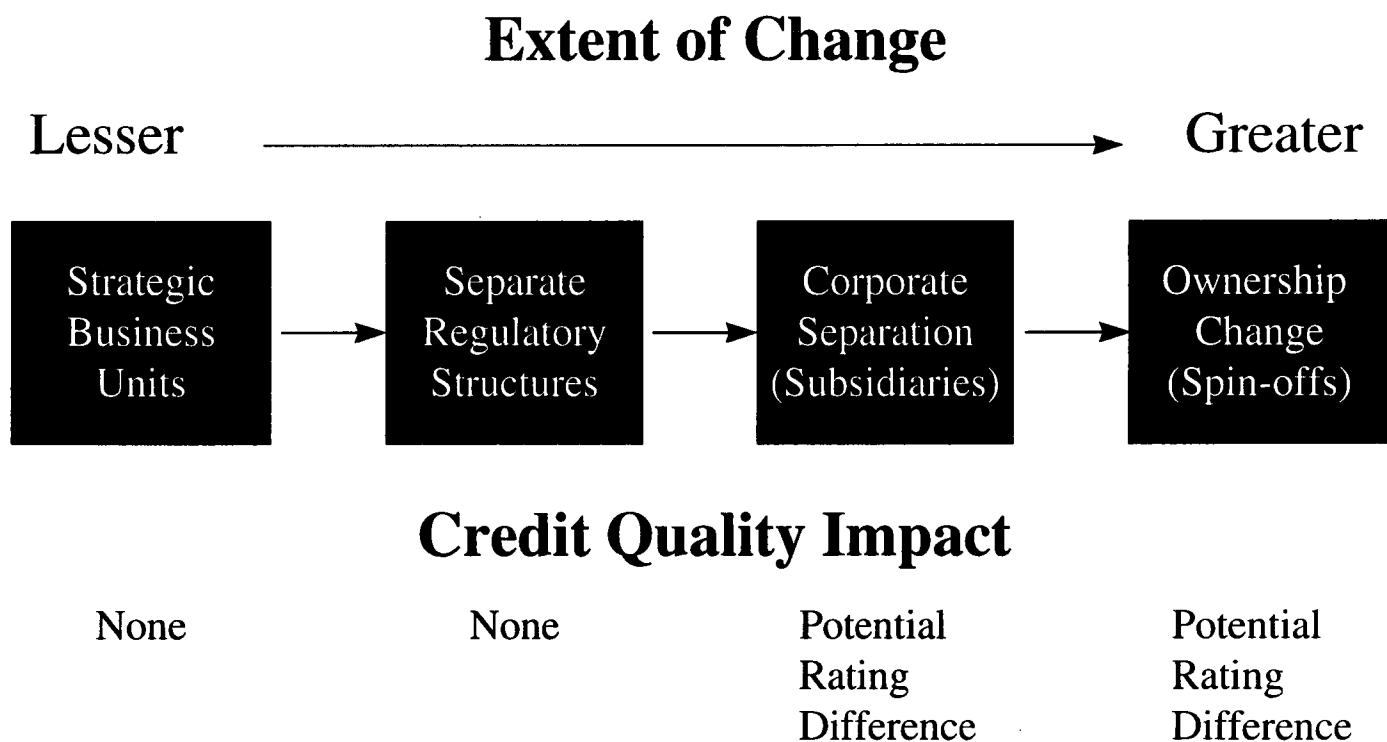 Extent of Change
Lesser
Greater
Strategic
Business
Units
Separate
Regulatory
Structures
Corporate
Separation
(Subsidiaries)
Ownership
Change
(Spin-offs)
Credit Quality Impact
None
None
Potential
Rating
Difference
Potential
Rating
Difference